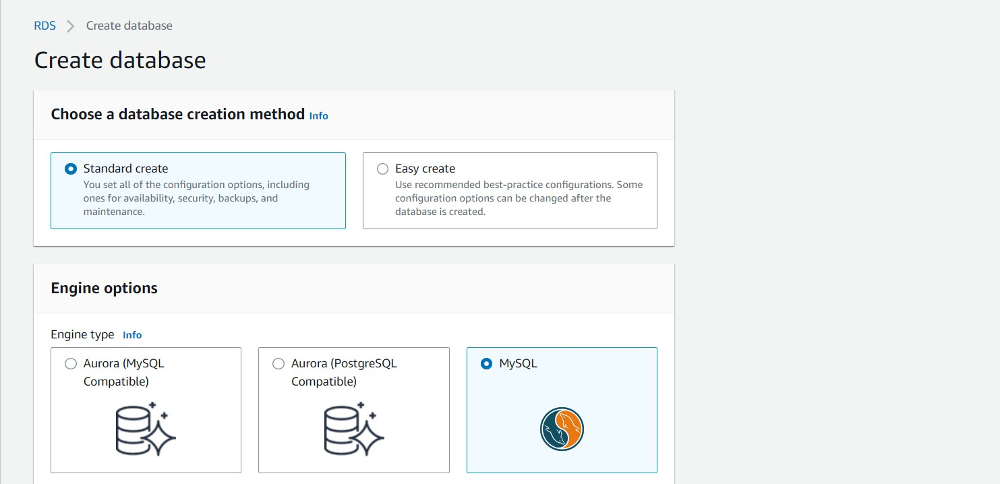 RDS Create database
Create database
Choose a database creation method Info
Standard create
You set all of the configuration options, including
ones for availability, security, backups, and
maintenance.
Easy create
Use recommended best-practice configurations. Some
configuration options can be changed after the
database is created.
Engine options
Engine type Info
Aurora (MySQL
Compatible)
Aurora (PostgreSQL
Compatible)
MySQL